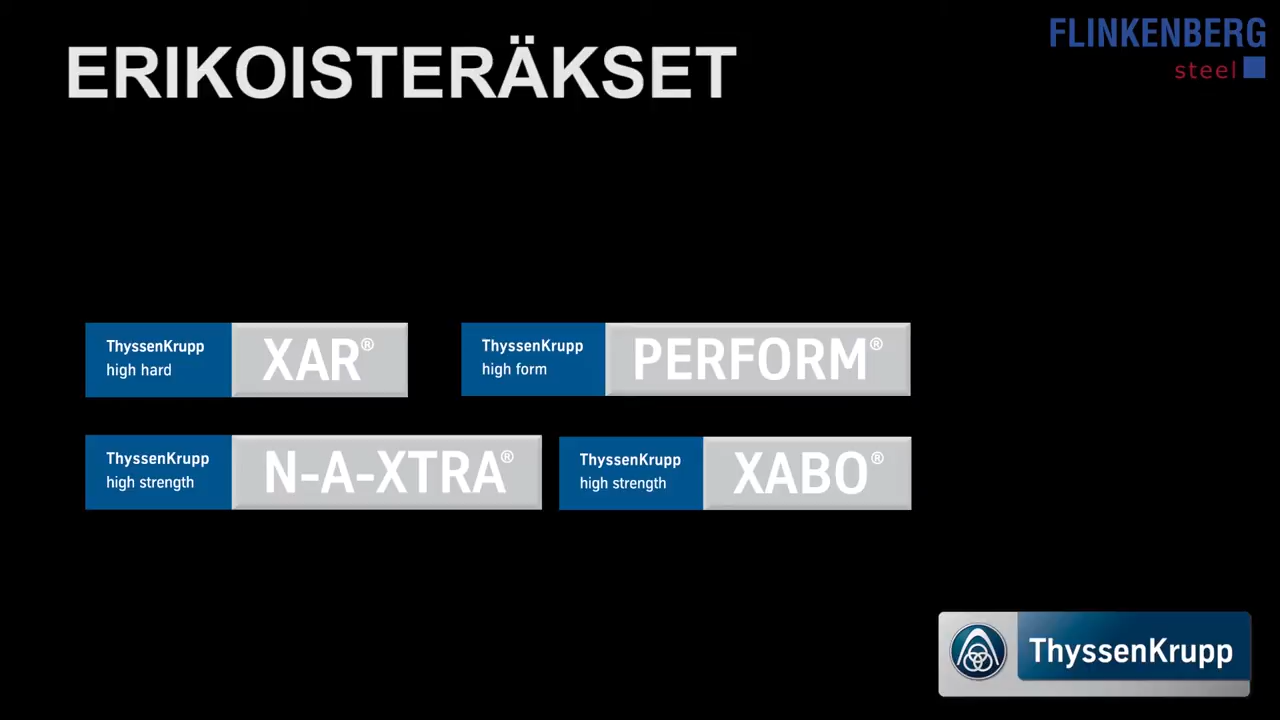 ERIKOISTERÄKSET
FLINKENBERG
steel
ThyssenKrupp
high hard
XAR®
ThyssenKrupp
high form
PERFORM®
ThyssenKrupp
high strength
N-A-XTRA®
ThyssenKrupp
high strength
XABO®
ThyssenKrupp